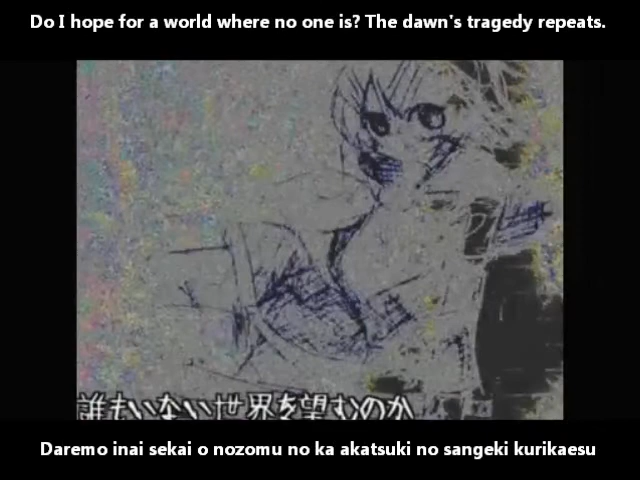 Do I hope for a world where no one is? The dawn's tragedy repeats.
誰もいない世界を望むのか
Daremo inai sekai o nozomu no ka akatsuki no sangeki kurikaesu